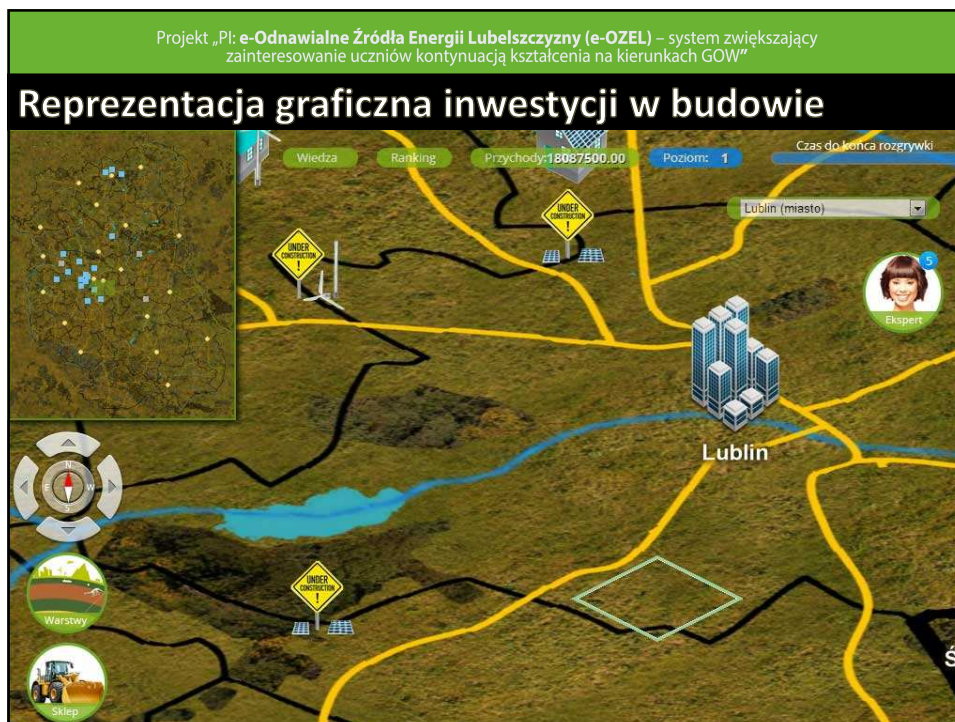 Projekt „PI: e-Odnawialne Źródła Energii Lubelszczyzny (e-OZEL) – system zwiększający
zainteresowanie uczniów kontynuacją kształcenia na kierunkach GOW”
Reprezentacja graficzna inwestycji w budowie
Wiedza
Ranking
Przychody:18087500.00
Poziom: 1
Czas do końca rozgrywki
Lublin (miasto)
UNDER
CONSTRUCTION
!
UNDER
CONSTRUCTION
!
5
Ekspert
Lublin
N
E W
S
UNDER
CONSTRUCTION
!
Warstwy
Ś
Sklep